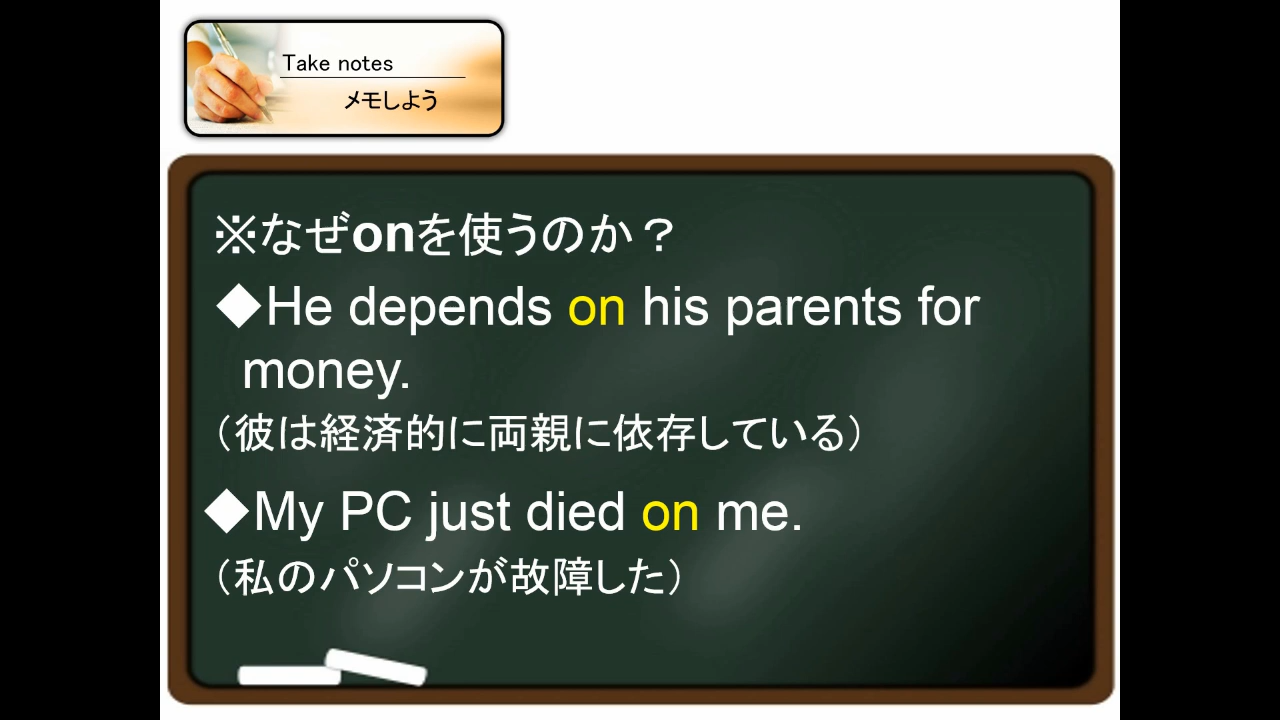 Take notes
メモしよう
※なぜonを使うのか？
◆He depends on his parents for
money.
（彼は経済的に両親に依存している）
◆My PC just died on me.
（私のパソコンが故障した）